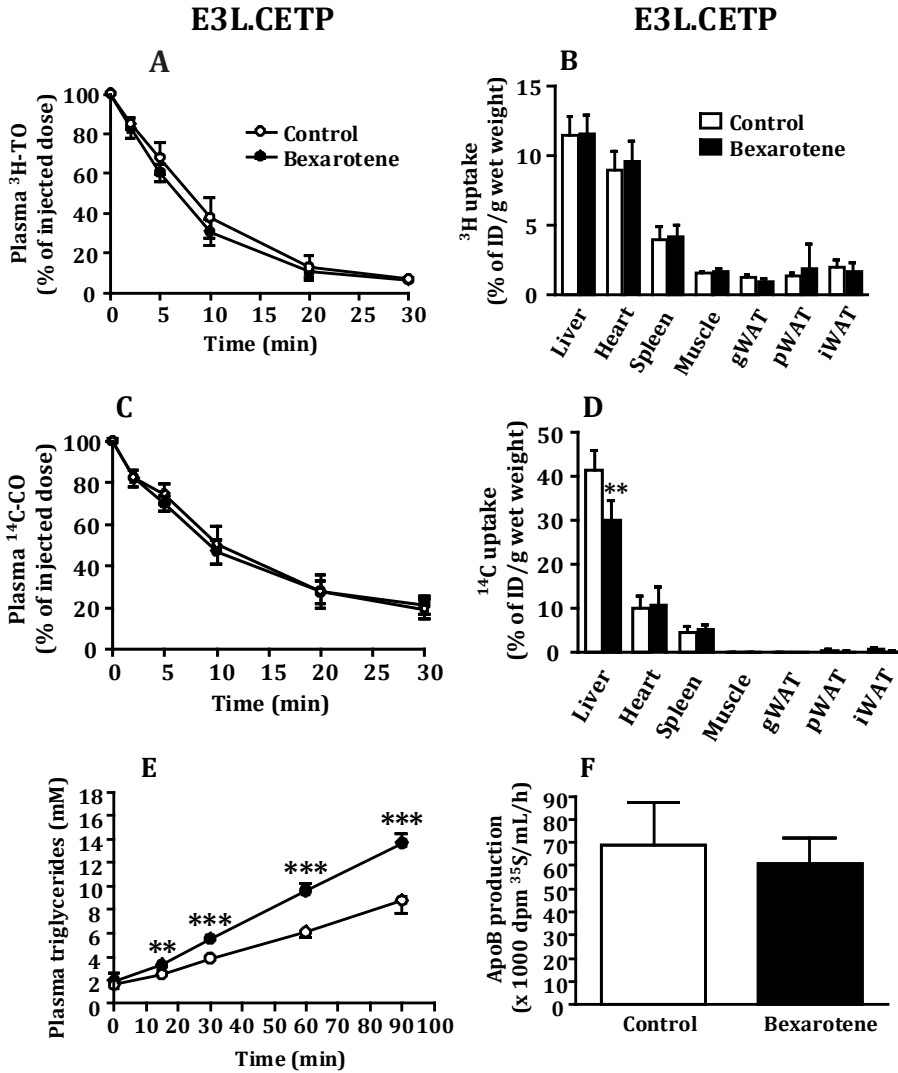 E3L.CETP
E3L.CETP
A
Plasma ³H-TO
(% of injected dose)
100
80
60
40
20
0
Control
Bexarotene
0 5 10 15 20 25 30
Time (min)
B
³H uptake
(% of ID/g wet weight)
15
10
5
0
Control
Bexarotene
Liver
Heart
Spleen
Muscle
gWAT
pWAT
iWAT
C
Plasma ¹⁴C-CO
(% of injected dose)
100
80
60
40
20
0
0 5 10 15 20 25 30
Time (min)
D
¹⁴C uptake
(% of ID/g wet weight)
50
40
30
20
10
0
**
Liver
Heart
Spleen
Muscle
gWAT
pWAT
iWAT
E
Plasma triglycerides (mM)
18
16
14
12
10
8
6
4
2
0
**
***
***
***
0 10 20 30 40 50 60 70 80 90 100
Time (min)
F
ApoB production
(x 1000 dpm ³⁵S/mL/h)
90
80
70
60
50
40
30
20
10
0
Control
Bexarotene